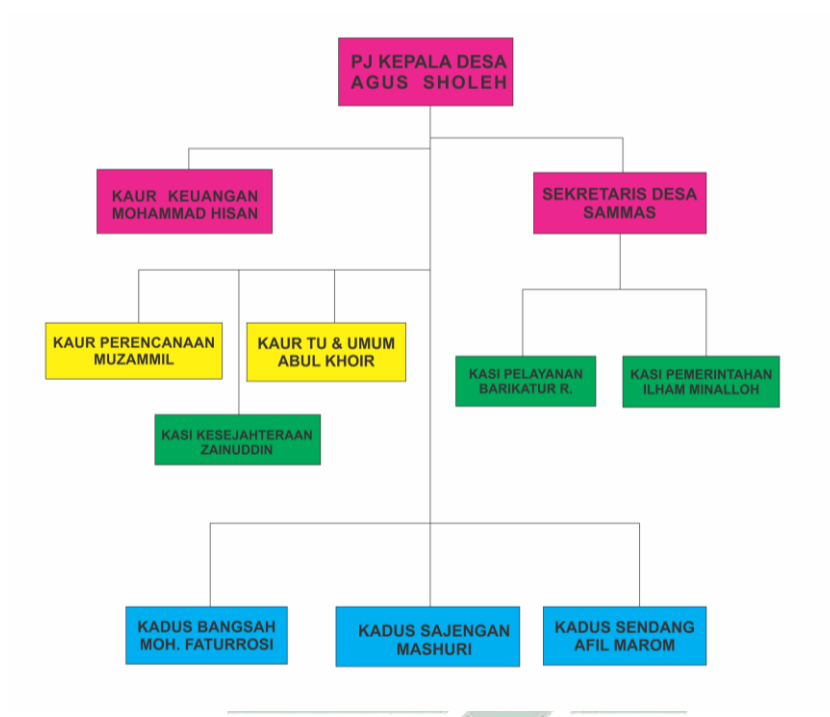 PJ KEPALA DESA
AGUS SHOLEH
KAUR KEUANGAN
MOHAMMAD HISAN
SEKRETARIS DESA
SAMMAS
KAUR PERENCANAAN
MUZAMMIL
KAUR TU & UMUM
ABUL KHOIR
KASI PELAYANAN
BARIKATUR R.
KASI PEMERINTAHAN
ILHAM MINALLOH
KASI KESEJAHTERAAN
ZAINUDDIN
KADUS BANGSAH
MOH. FATURROSI
KADUS SAJENGAN
MASHURI
KADUS SENDANG
AFIL MAROM